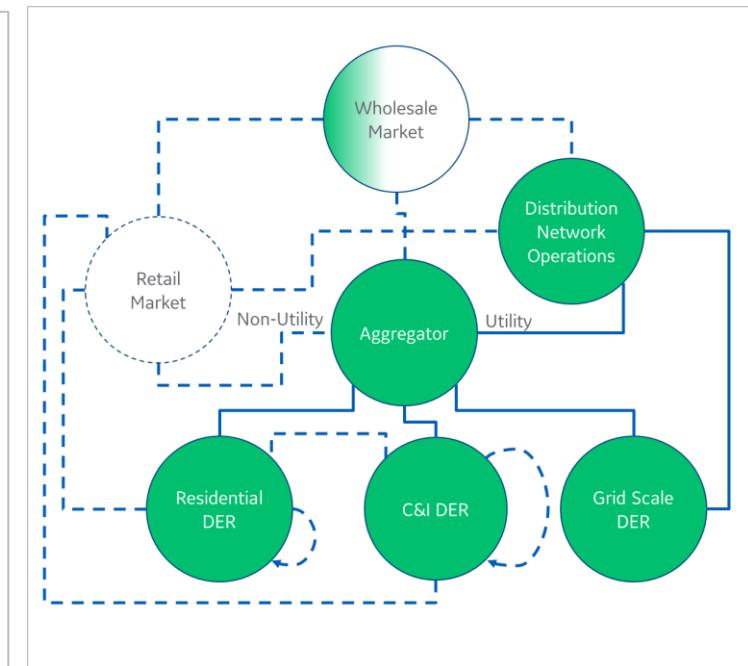 Wholesale
Market
Distribution
Network
Operations
Retail
Market
Non-Utility
Aggregator
Utility
Residential
DER
C&I DER
Grid Scale
DER